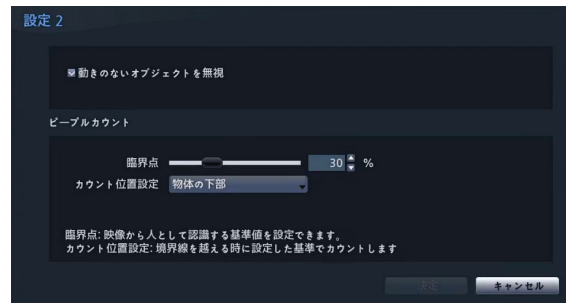 設定 2
動きのないオブジェクトを無視
ピープルカウント
臨界点 30 %
カウント位置設定 物体の下部
臨界点: 映像から人として認識する基準値を設定できます。
カウント位置設定: 境界線を越える時に設定した基準でカウントします
決定 キャンセル